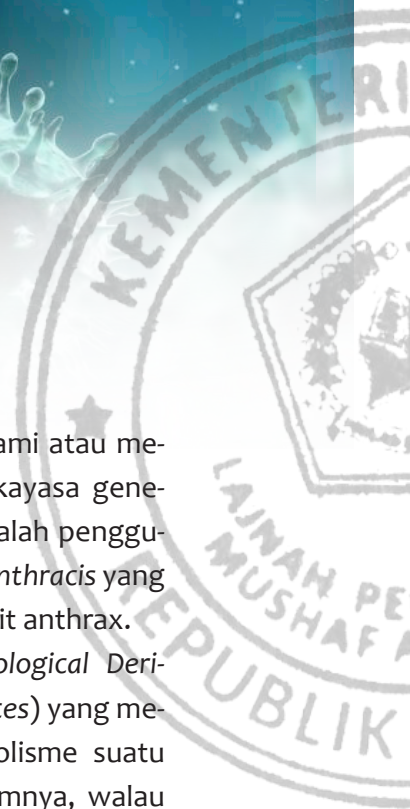 KEMENTERI
ami atau me-
kayasa gene-
alah penggu-
nthracis yang
it anthrax.
ological Deri-
ces) yang me-
olisme suatu
mnya, walau
LAJNAH PE
MUSHAF A
REPUBLIK